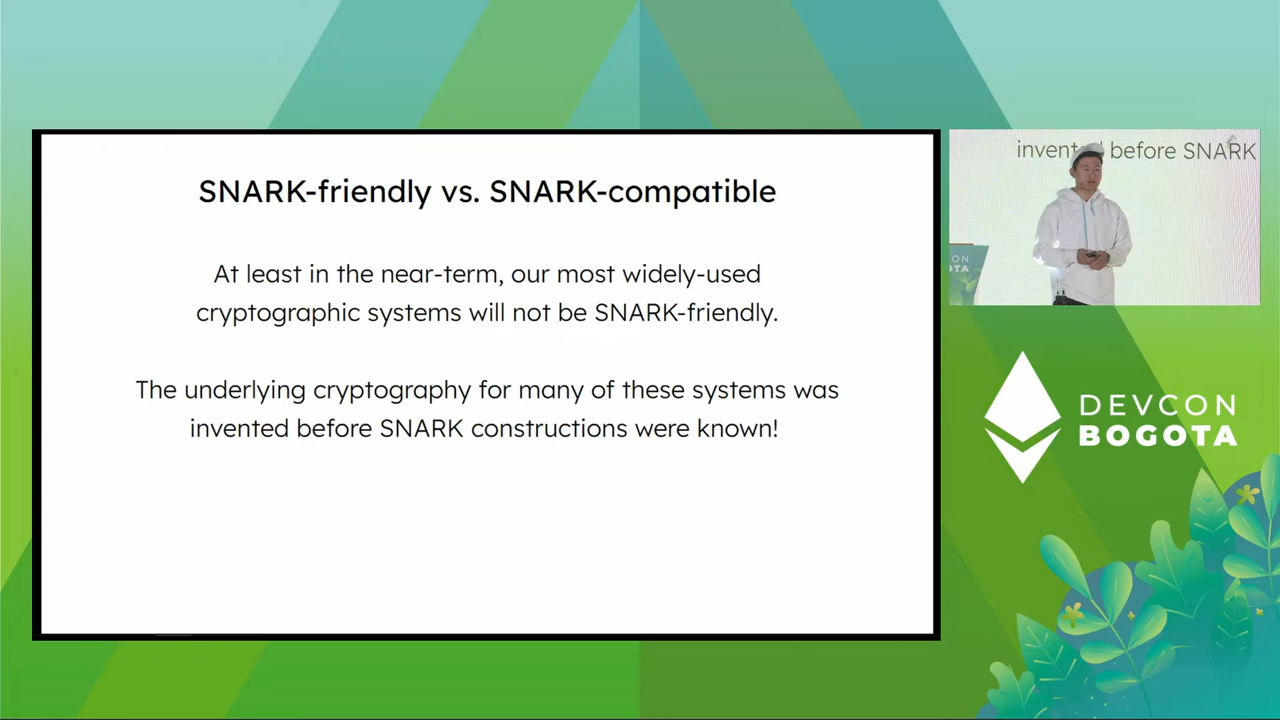 SNARK-friendly vs. SNARK-compatible
At least in the near-term, our most widely-used
cryptographic systems will not be SNARK-friendly.
The underlying cryptography for many of these systems was
invented before SNARK constructions were known!
before SNARK
DEVCON
BOGOTA